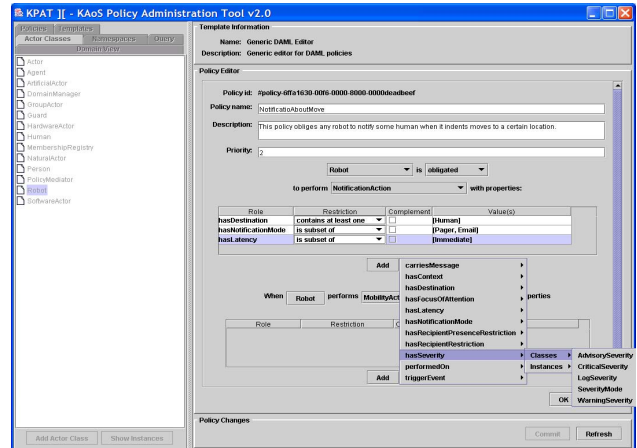 KPAT ][ - KAoS Policy Administration Tool v2.0
Policies Templates
Actor Classes Namespaces Query
Domain View
Actor
Agent
ArtificialActor
DomainManager
GroupActor
Guard
HardwareActor
Human
MembershipRegistry
NaturalActor
Person
PolicyMediator
Robot
SoftwareActor
Add Actor Class Show Instances
Template Information
Name: Generic DAML Editor
Description: Generic editor for DAML policies
Policy Editor
Policy id: #policy-6ffa1630-00f6-0000-8000-0000deadbeef
Policy name: NotificatioAboutMove
Description: This policy obliges any robot to notify some human when it indents moves to a certain location.
Priority: 2
Robot is obligated
to perform NotificationAction with properties:
Role Restriction Complement Value(s)
hasDestination contains at least one [Human]
hasNotificationMode is subset of [Pager, Email]
hasLatency is subset of [Immediate]
Add
When Robot performs MobilityAct perties
Role Restriction C
Add
carriesMessage
hasContext
hasDestination
hasFocusOfAttention
hasLatency
hasNotificationMode
hasRecipientPresenceRestriction
hasRecipientRestriction
hasSeverity
performedOn
triggerEvent
Classes
Instances
AdvisorySeverity
CriticalSeverity
LogSeverity
SeverityMode
WarningSeverity
OK
Policy Changes
Commit Refresh